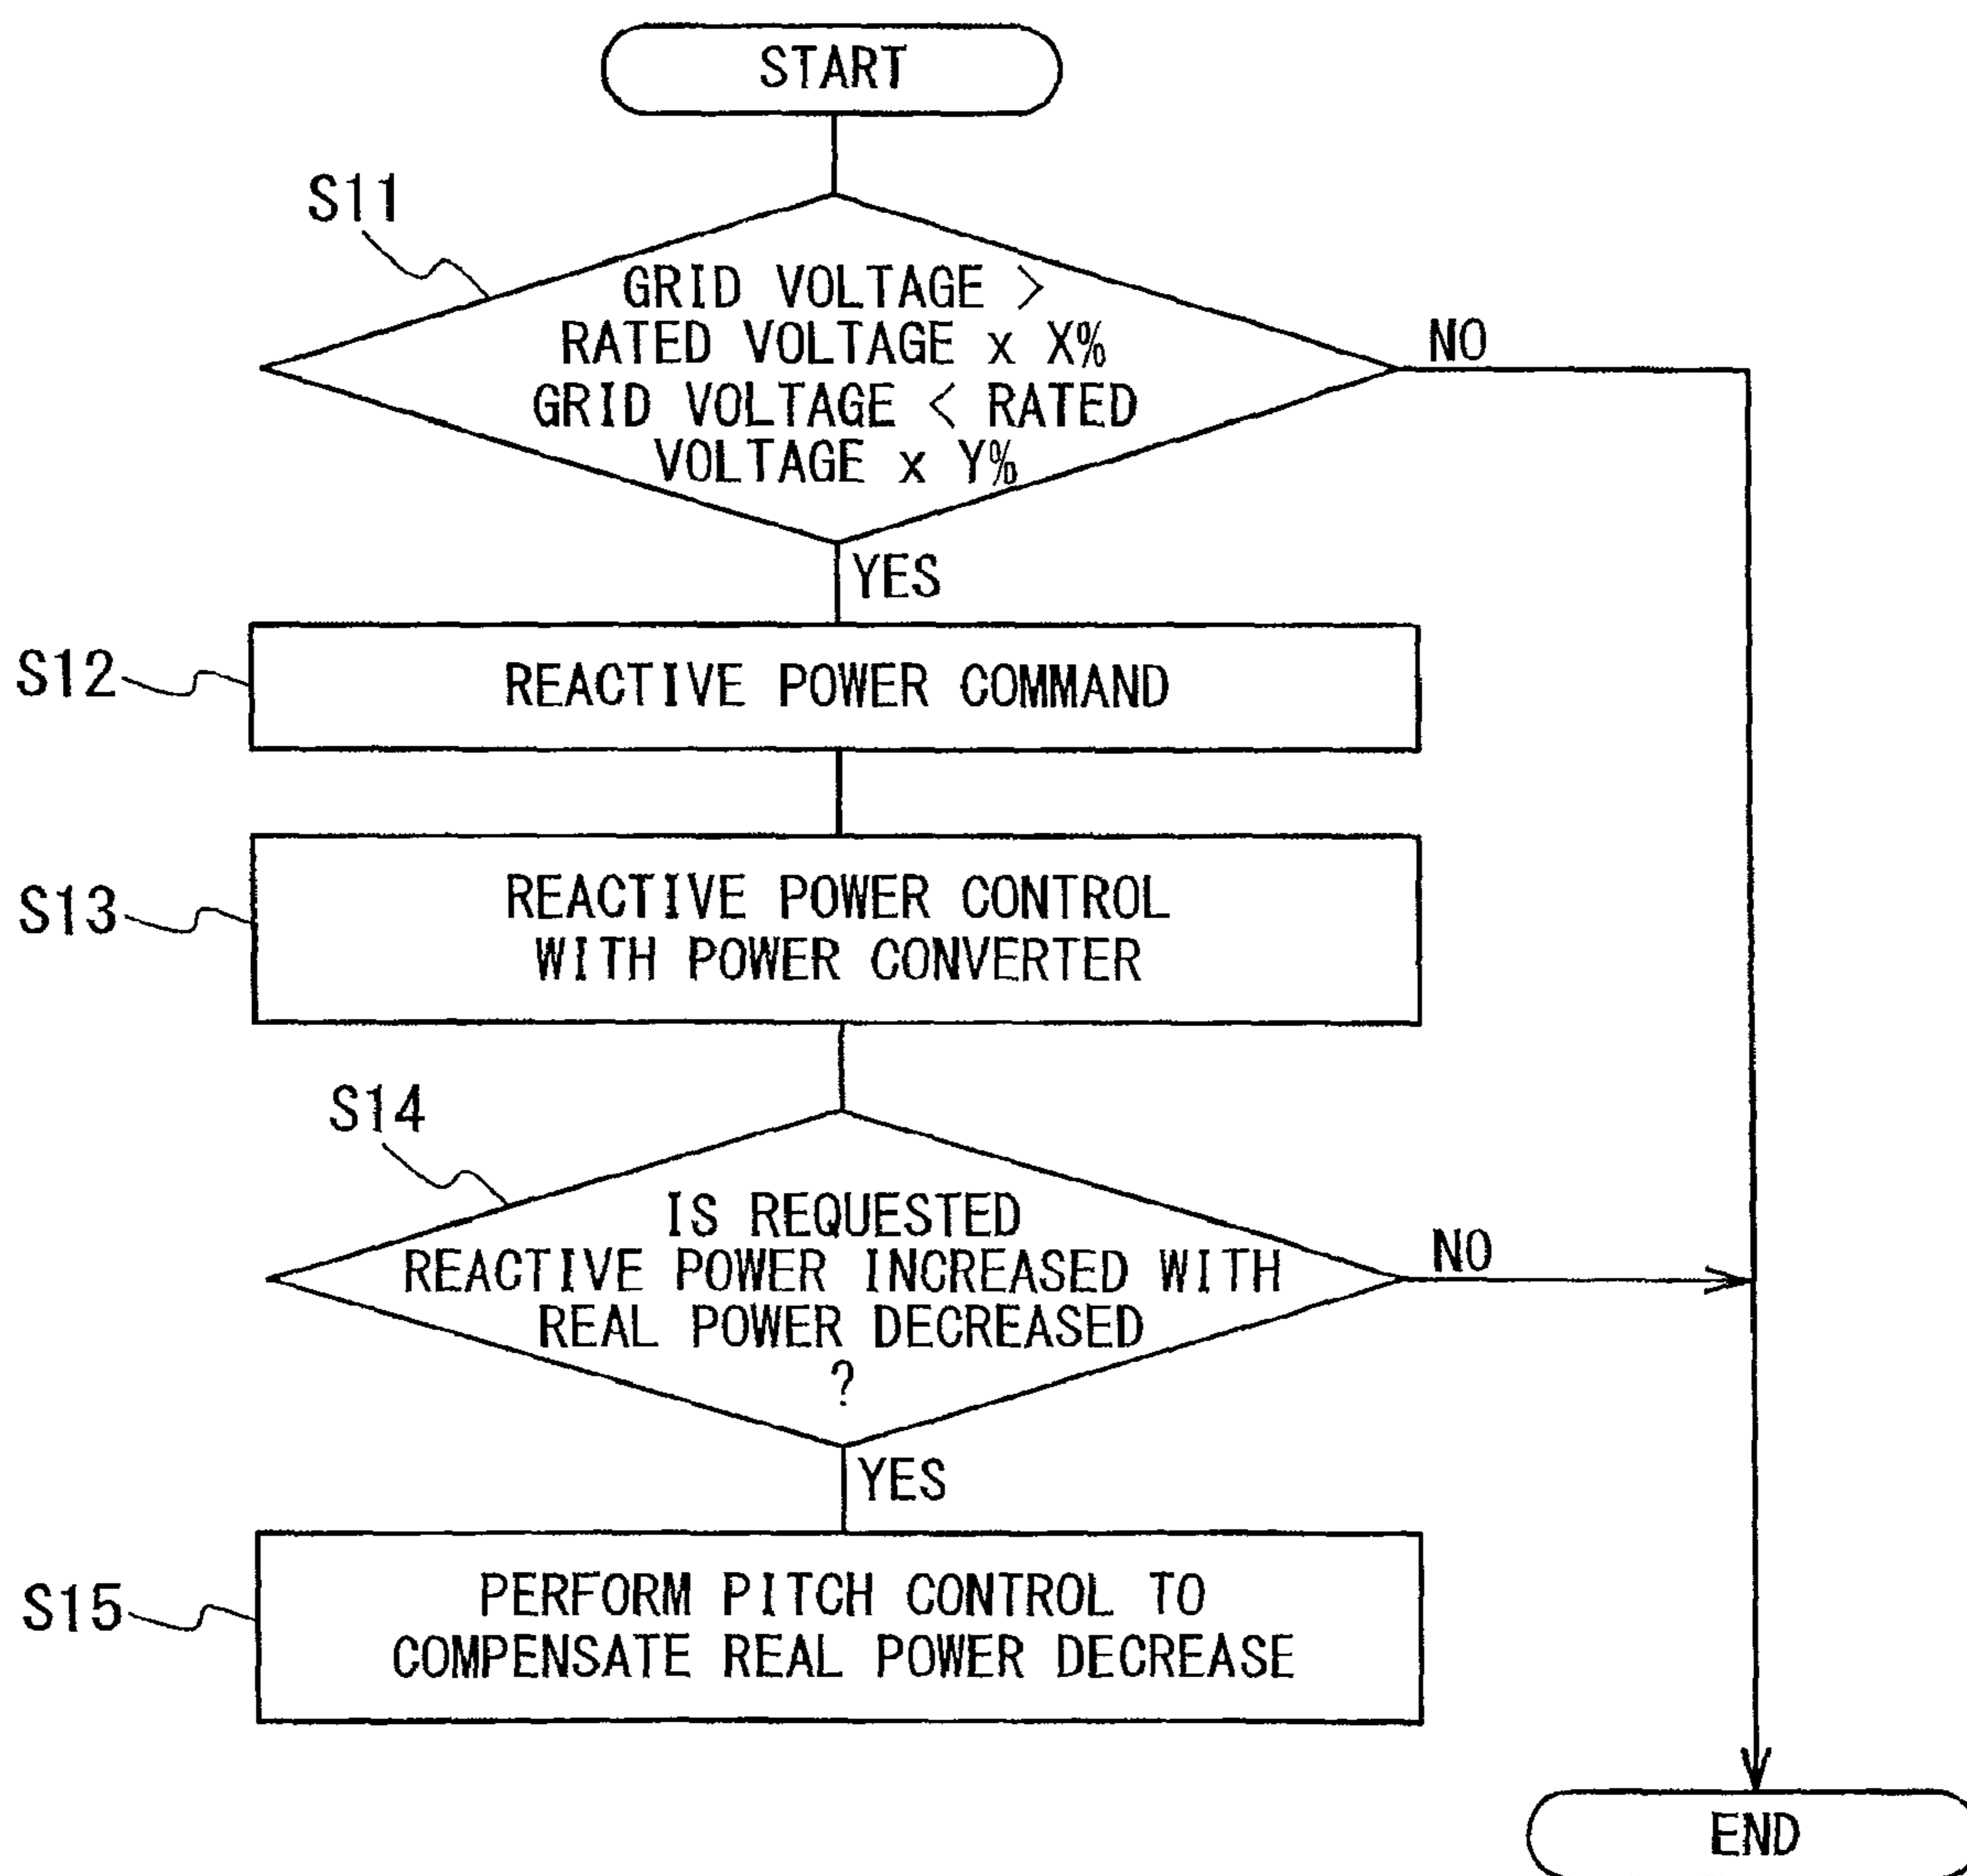 START
S11
GRID VOLTAGE >
RATED VOLTAGE x X%
GRID VOLTAGE < RATED
VOLTAGE x Y%
NO
YES
S12
REACTIVE POWER COMMAND
S13
REACTIVE POWER CONTROL
WITH POWER CONVERTER
S14
IS REQUESTED
REACTIVE POWER INCREASED WITH
REAL POWER DECREASED
?
NO
YES
S15
PERFORM PITCH CONTROL TO
COMPENSATE REAL POWER DECREASE
END